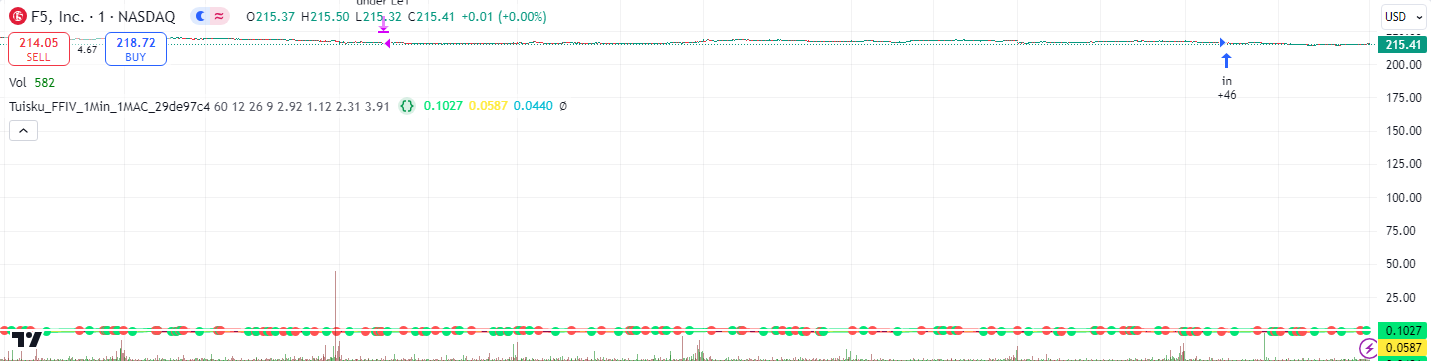 F5, Inc. · 1 · NASDAQ O215.37 H215.50 L215.32 C215.41 +0.01 (+0.00%)
under LET
USD
214.05
SELL
4.67
218.72
BUY
215.41
Vol 582
200.00
in
+46
Tuisku_FFIV_1Min_1MAC_29de97c4 60 12 26 9 2.92 1.12 2.31 3.91 {} 0.1027 0.0587 0.0440 Ø
175.00
150.00
125.00
100.00
75.00
50.00
25.00
0.1027
0.0587